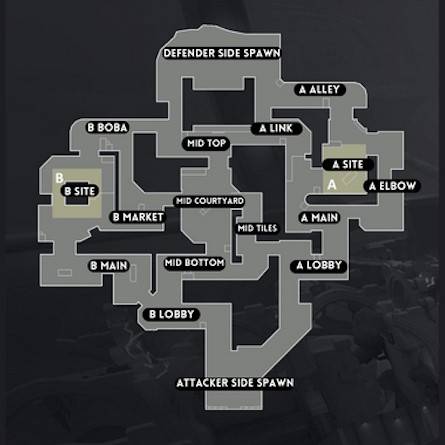 DEFENDER SIDE SPAWN
A ALLEY
B BOBA
A LINK
MID TOP
A SITE
B
A
A ELBOW
B SITE
MID COURTYARD
B MARKET
A MAIN
MID TILES
B MAIN
MID BOTTOM
A LOBBY
B LOBBY
ATTACKER SIDE SPAWN